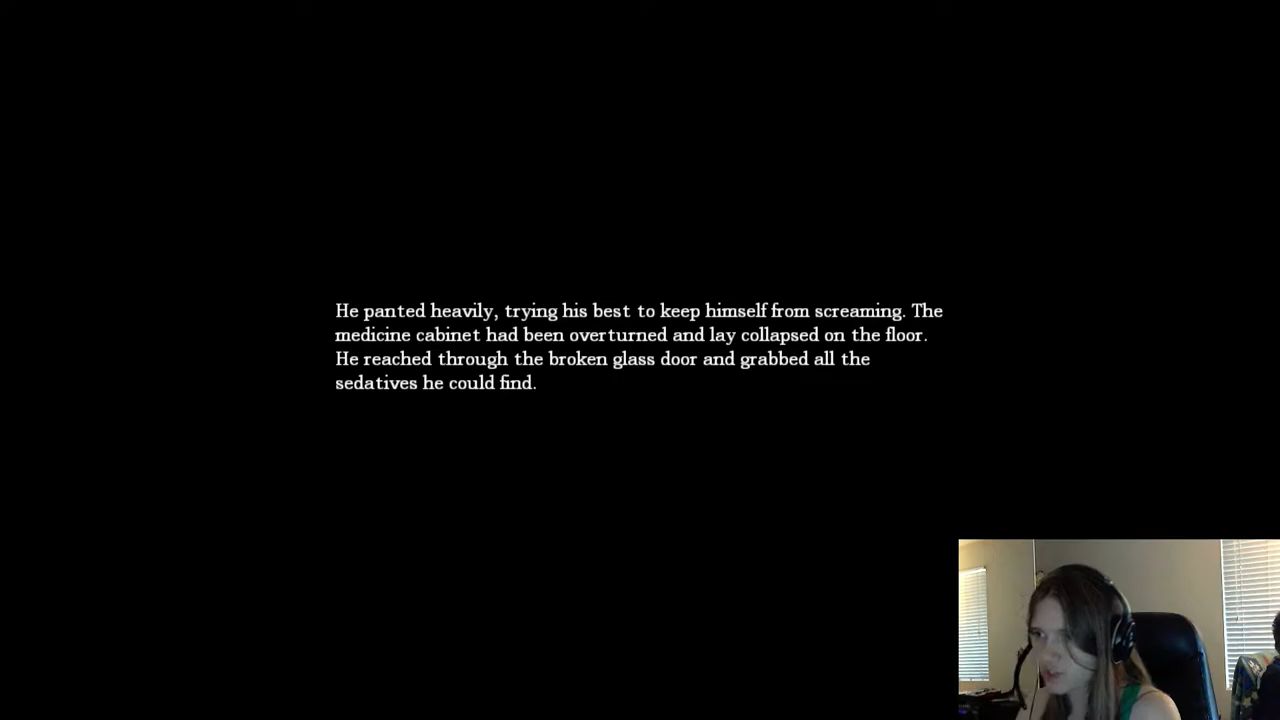 He panted heavily, trying his best to keep himself from screaming. The
medicine cabinet had been overturned and lay collapsed on the floor.
He reached through the broken glass door and grabbed all the
sedatives he could find.